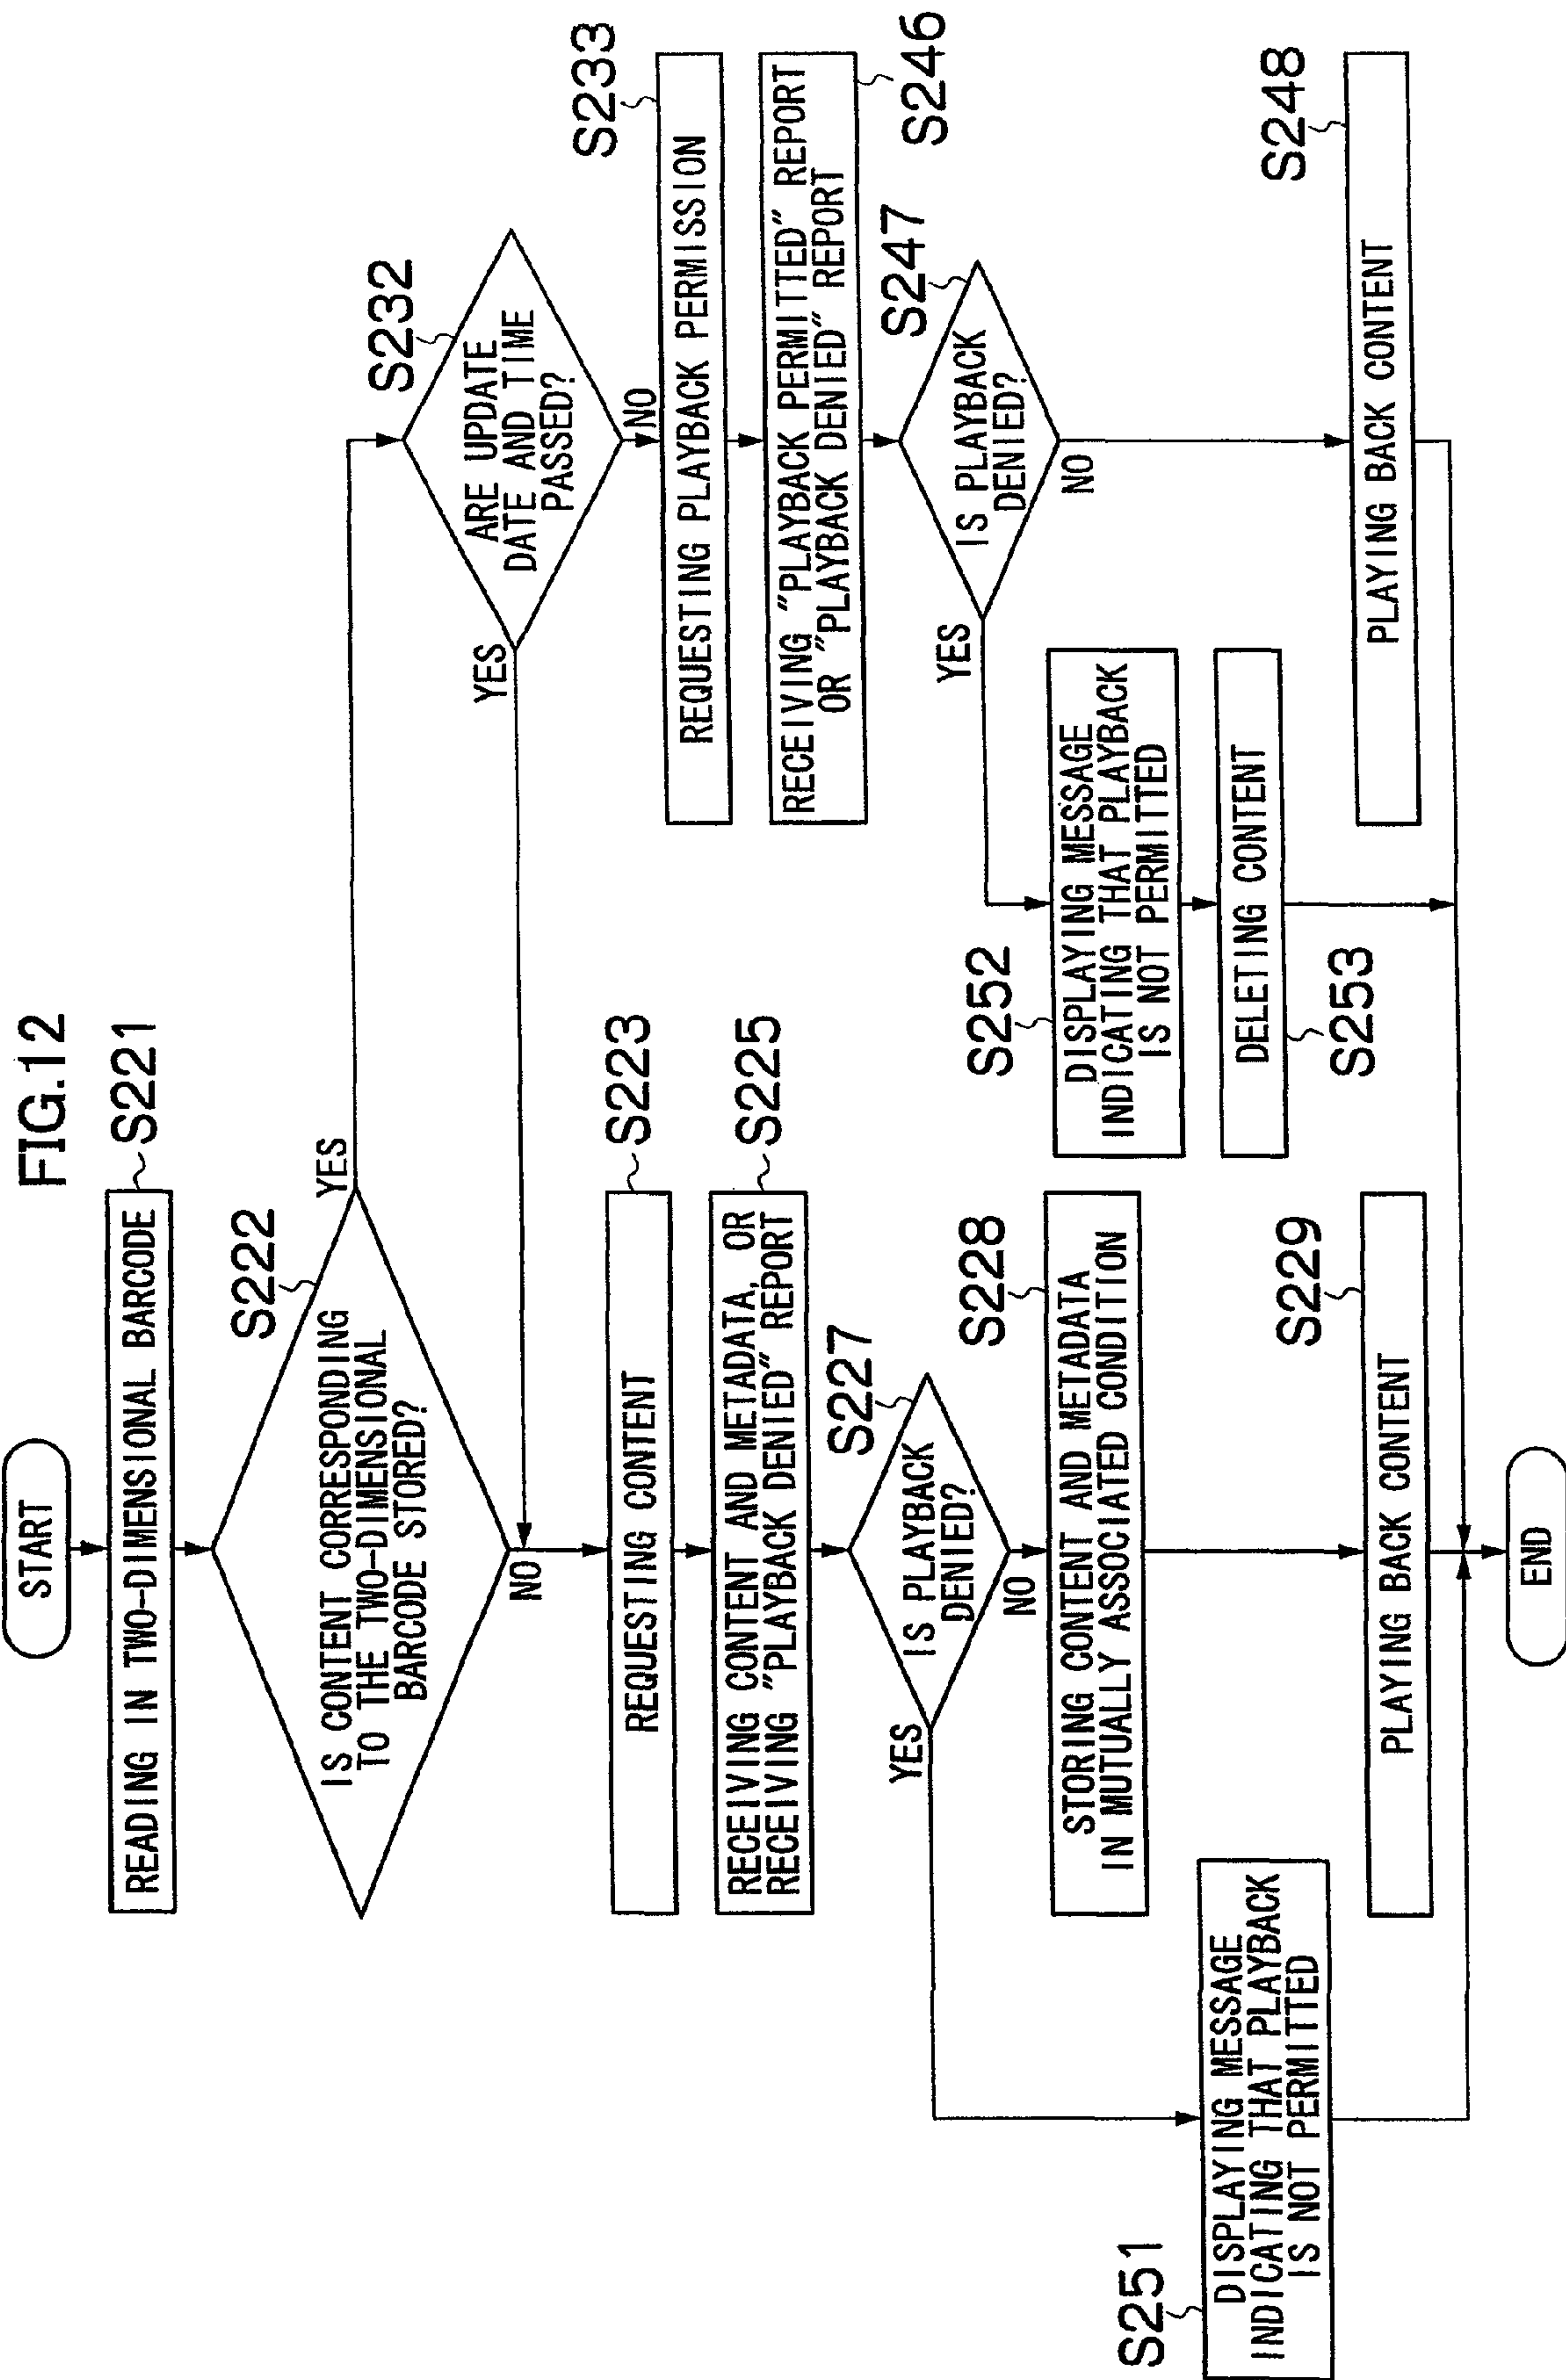 FIG.12
START
READING IN TWO-DIMENSIONAL BARCODE
S221
S222
IS CONTENT CORRESPONDING
TO THE TWO-DIMENSIONAL
BARCODE STORED?
YES
NO
S232
ARE UPDATE
DATE AND TIME
PASSED?
YES
NO
REQUESTING CONTENT
S223
REQUESTING PLAYBACK PERMISSION
S233
RECEIVING CONTENT AND METADATA, OR
RECEIVING "PLAYBACK DENIED" REPORT
S225
RECEIVING "PLAYBACK PERMITTED" REPORT
OR "PLAYBACK DENIED" REPORT
S246
S227
IS PLAYBACK
DENIED?
YES
NO
S247
IS PLAYBACK
DENIED?
YES
NO
S228
STORING CONTENT AND METADATA
IN MUTUALLY ASSOCIATED CONDITION
S252
DISPLAYING MESSAGE
INDICATING THAT PLAYBACK
IS NOT PERMITTED
DELETING CONTENT
S253
S251
DISPLAYING MESSAGE
INDICATING THAT PLAYBACK
IS NOT PERMITTED
S229
PLAYING BACK CONTENT
S248
PLAYING BACK CONTENT
END